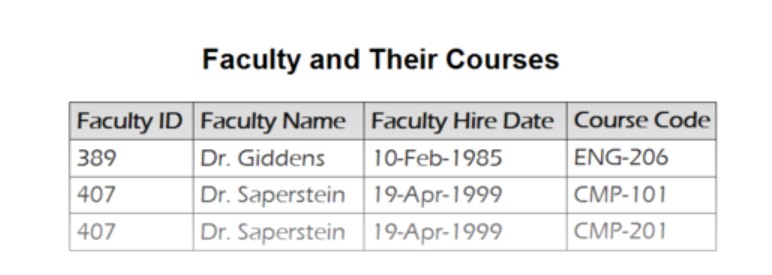 Faculty and Their Courses
Faculty ID Faculty Name Faculty Hire Date Course Code
389 Dr. Giddens 10-Feb-1985 ENG-206
407 Dr. Saperstein 19-Apr-1999 CMP-101
407 Dr. Saperstein 19-Apr-1999 CMP-201